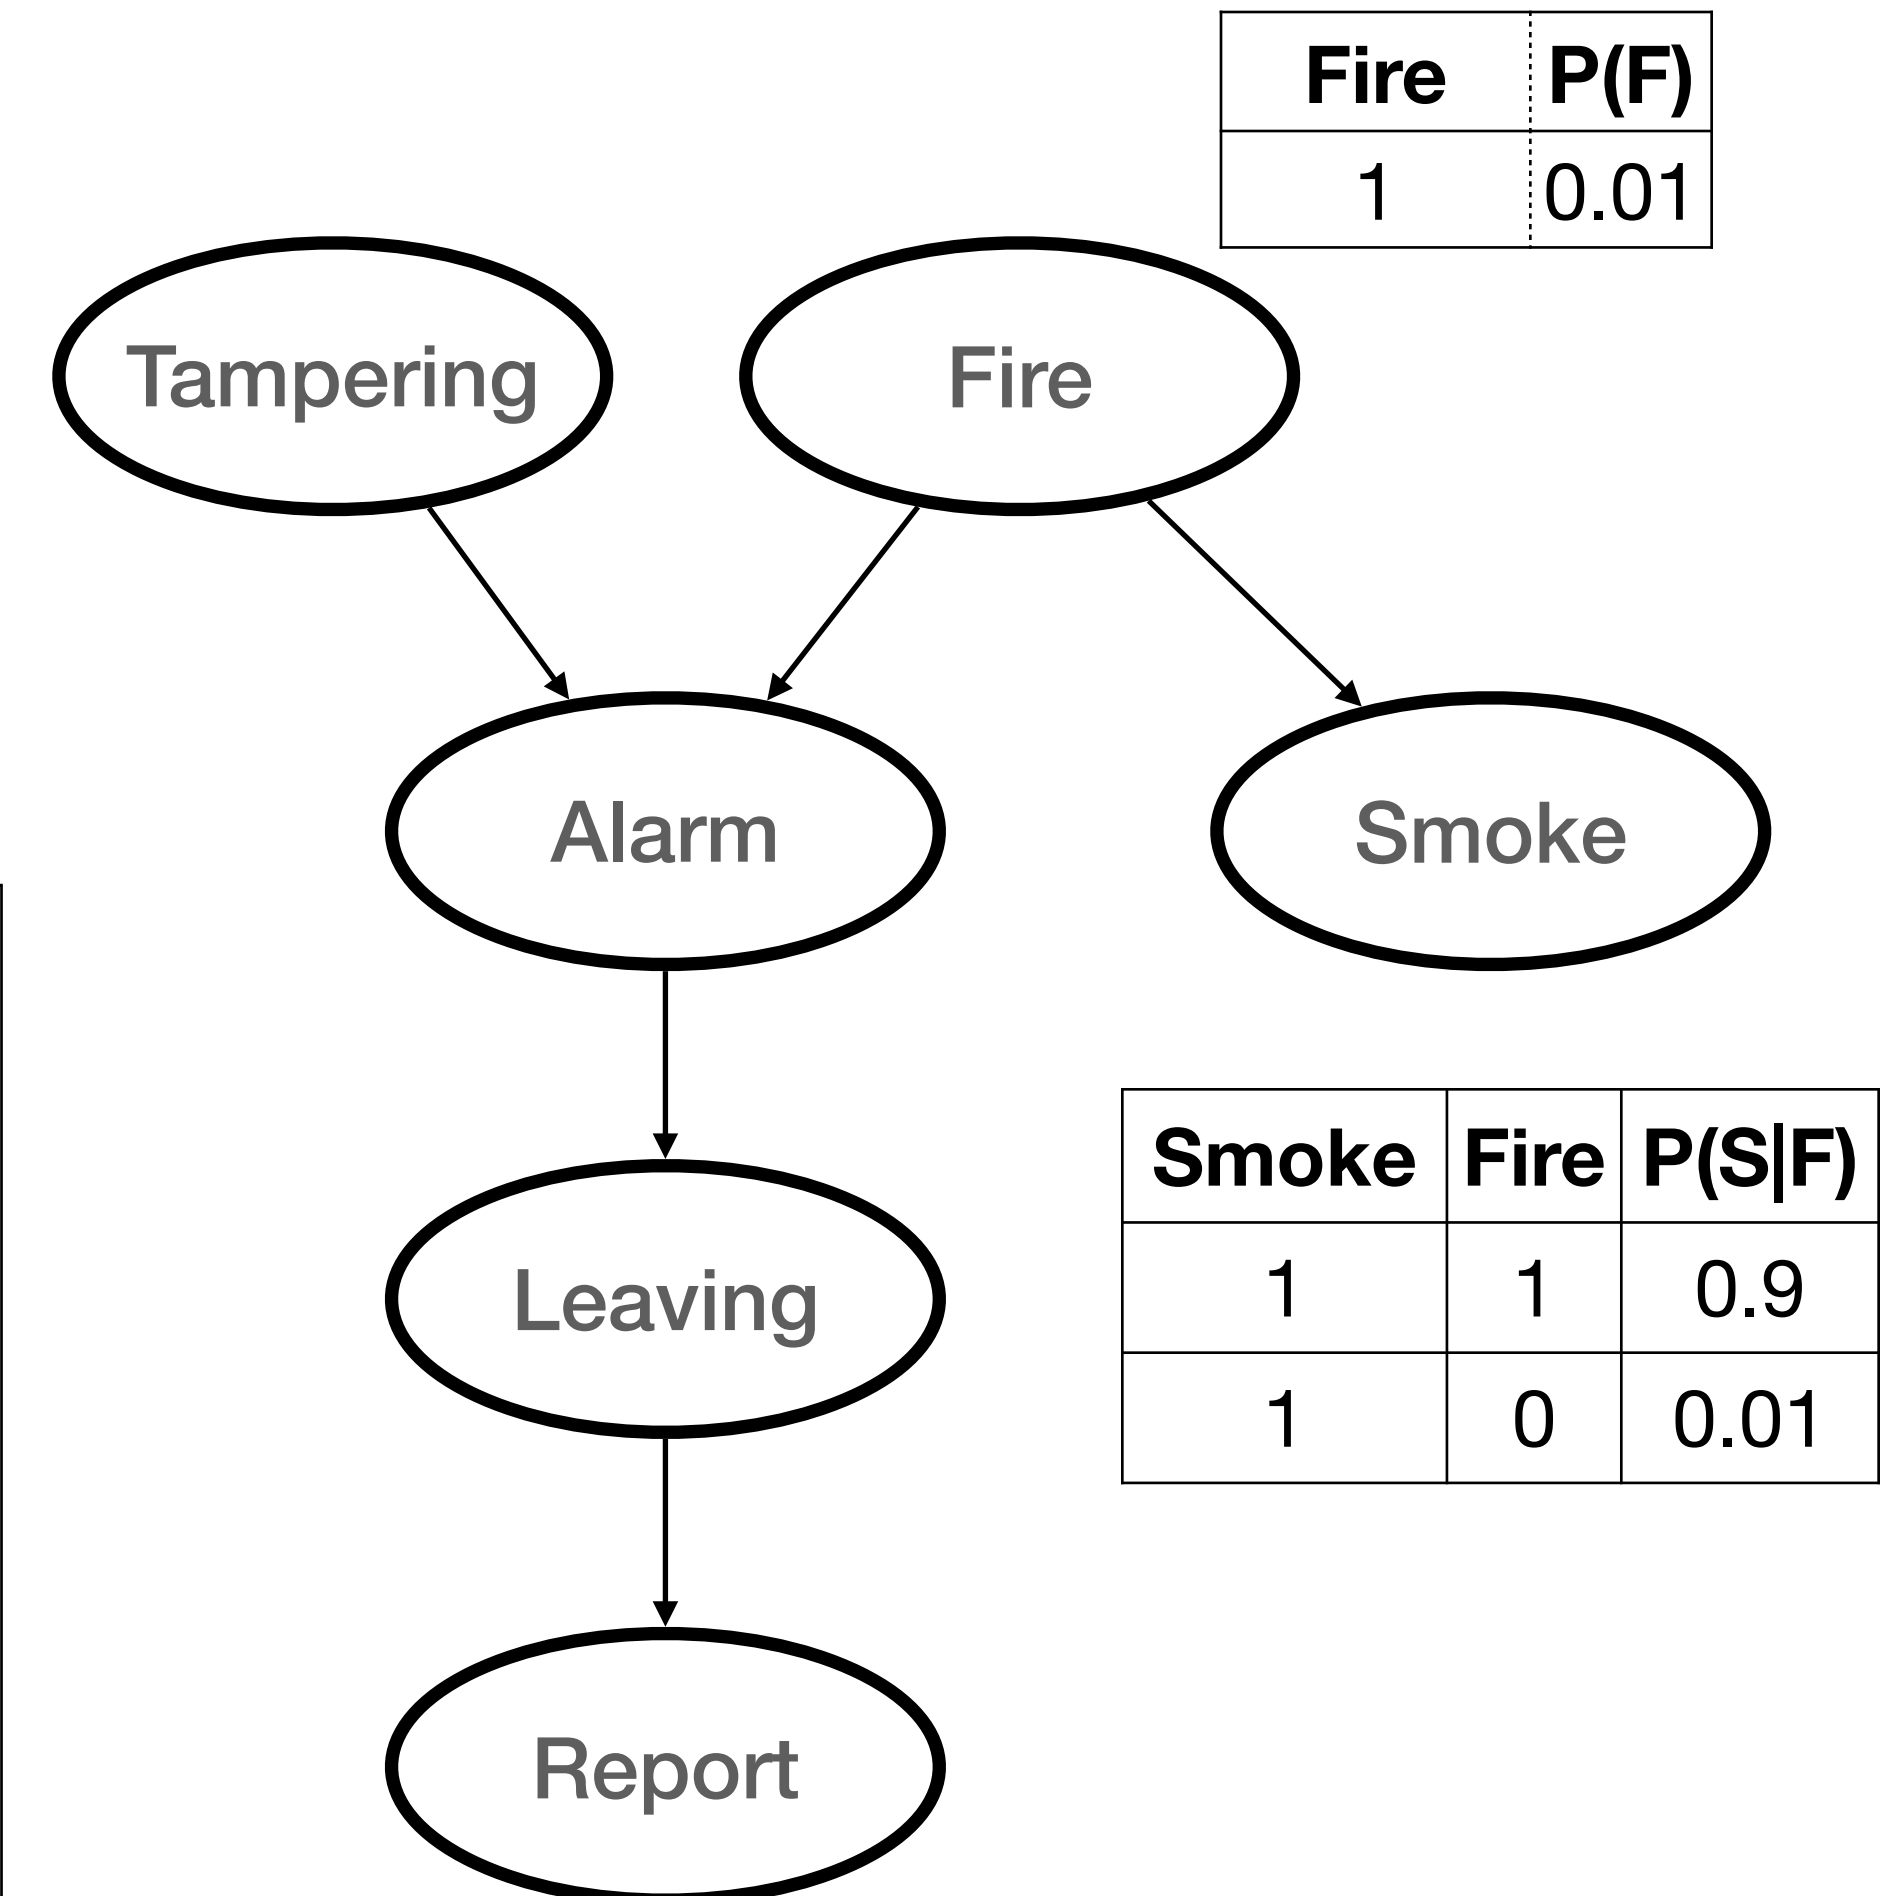 Fire P(F)
1 0.01
Tampering Fire
Alarm Smoke
Smoke Fire P(S|F)
1 1 0.9
Leaving
1 0 0.01
Report